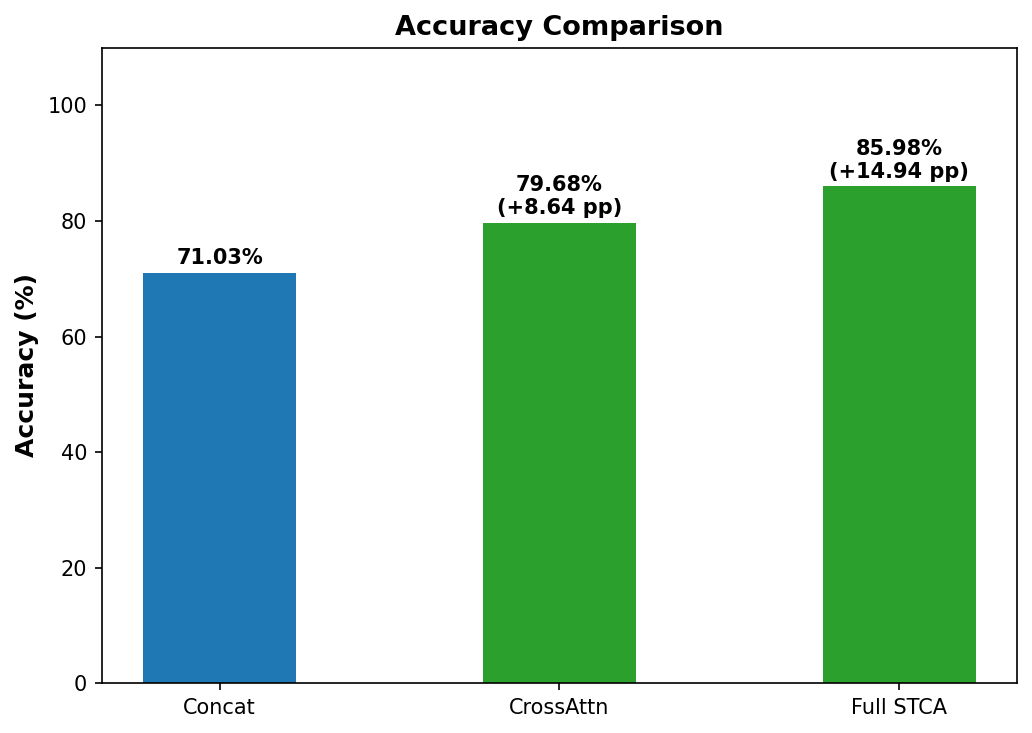 Accuracy Comparison
Accuracy (%)
100
80
60
40
20
0
71.03%
79.68%
(+8.64 pp)
85.98%
(+14.94 pp)
Concat
CrossAttn
Full STCA